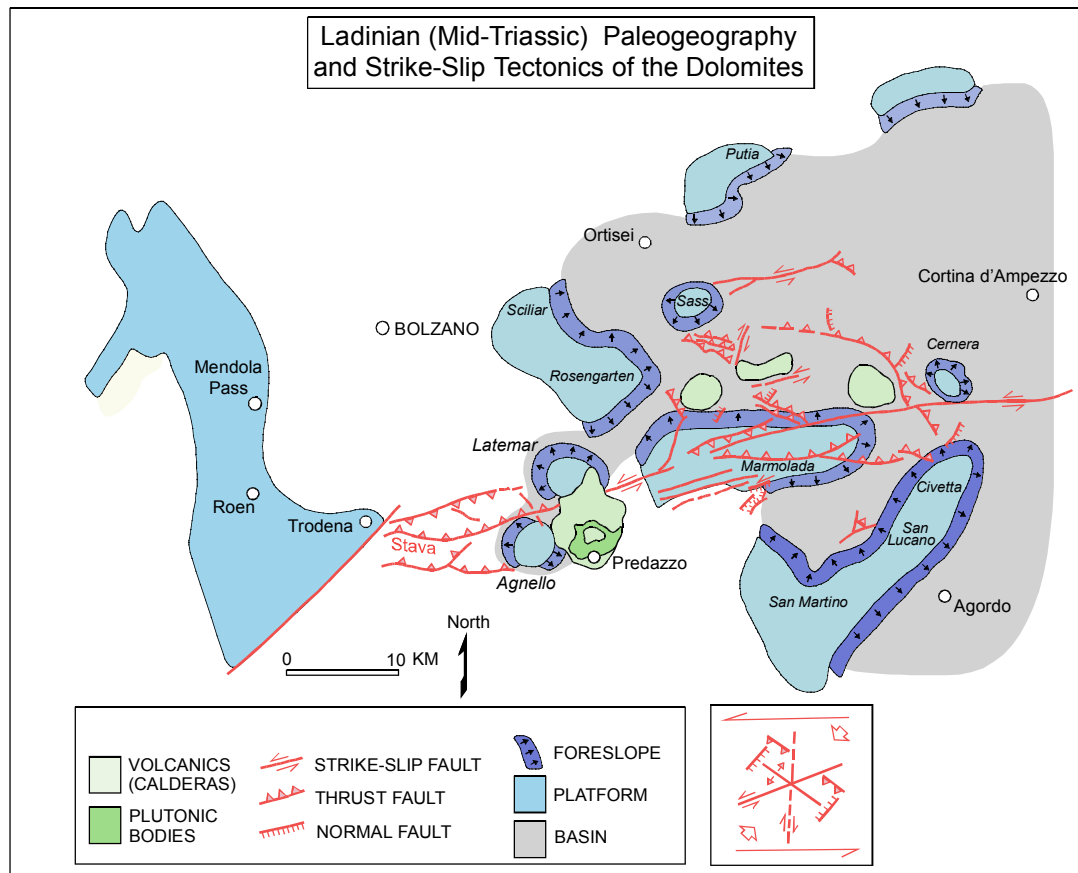 Ladinian (Mid-Triassic) Paleogeography
and Strike-Slip Tectonics of the Dolomites
Putia
Ortisei
Cortina d'Ampezzo
Sass
Sciliar
BOLZANO
Cernera
Mendola
Pass
Rosengarten
Latemar
Marmolada
Civetta
Roen
Trodena
San
Lucano
Stava
Predazzo
Agnello
San Martino
Agordo
North
0 10 KM
VOLCANICS
(CALDERAS)
PLUTONIC
BODIES
STRIKE-SLIP FAULT
THRUST FAULT
NORMAL FAULT
FORESLOPE
PLATFORM
BASIN